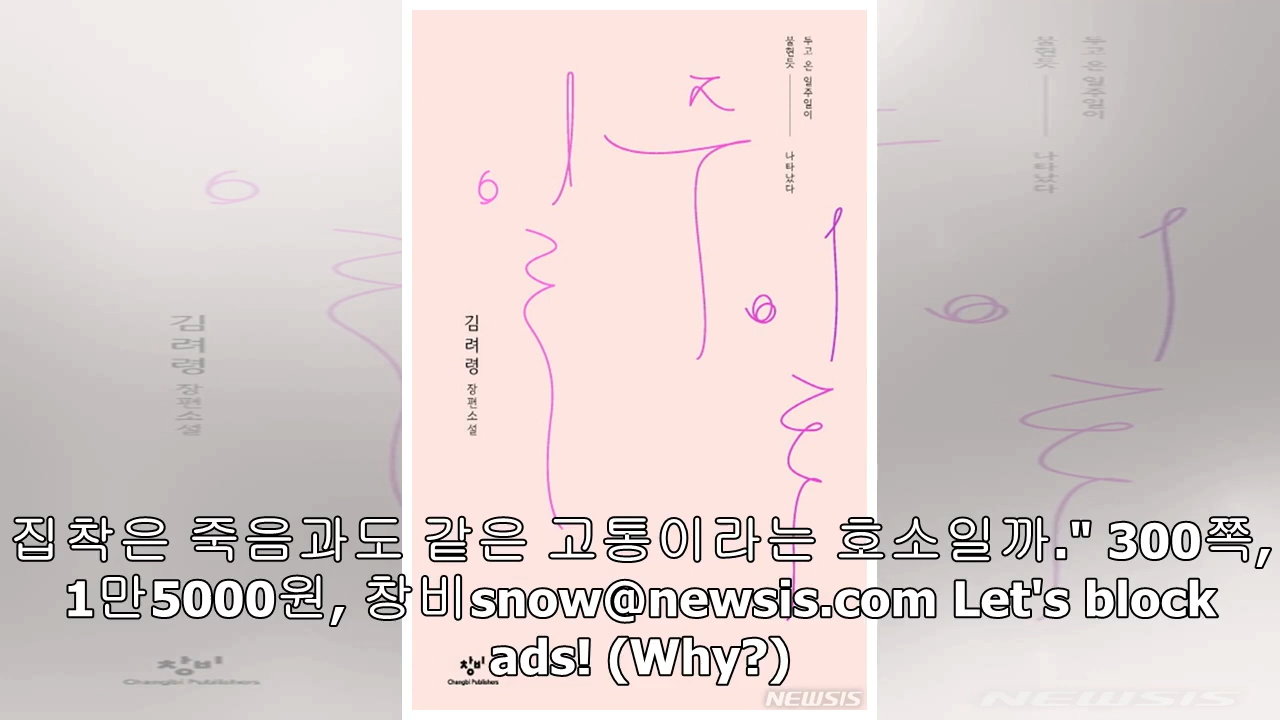 두고 온 일주일이
불현듯 — 나타났다
일주일
김려령 장편소설
집착은 죽음과도 같은 고통이라는 호소일까." 300쪽,
1만5000원, 창비snow@newsis.com Let's block
ads! (Why?)
창비
Changbi Publishers
NEWSIS